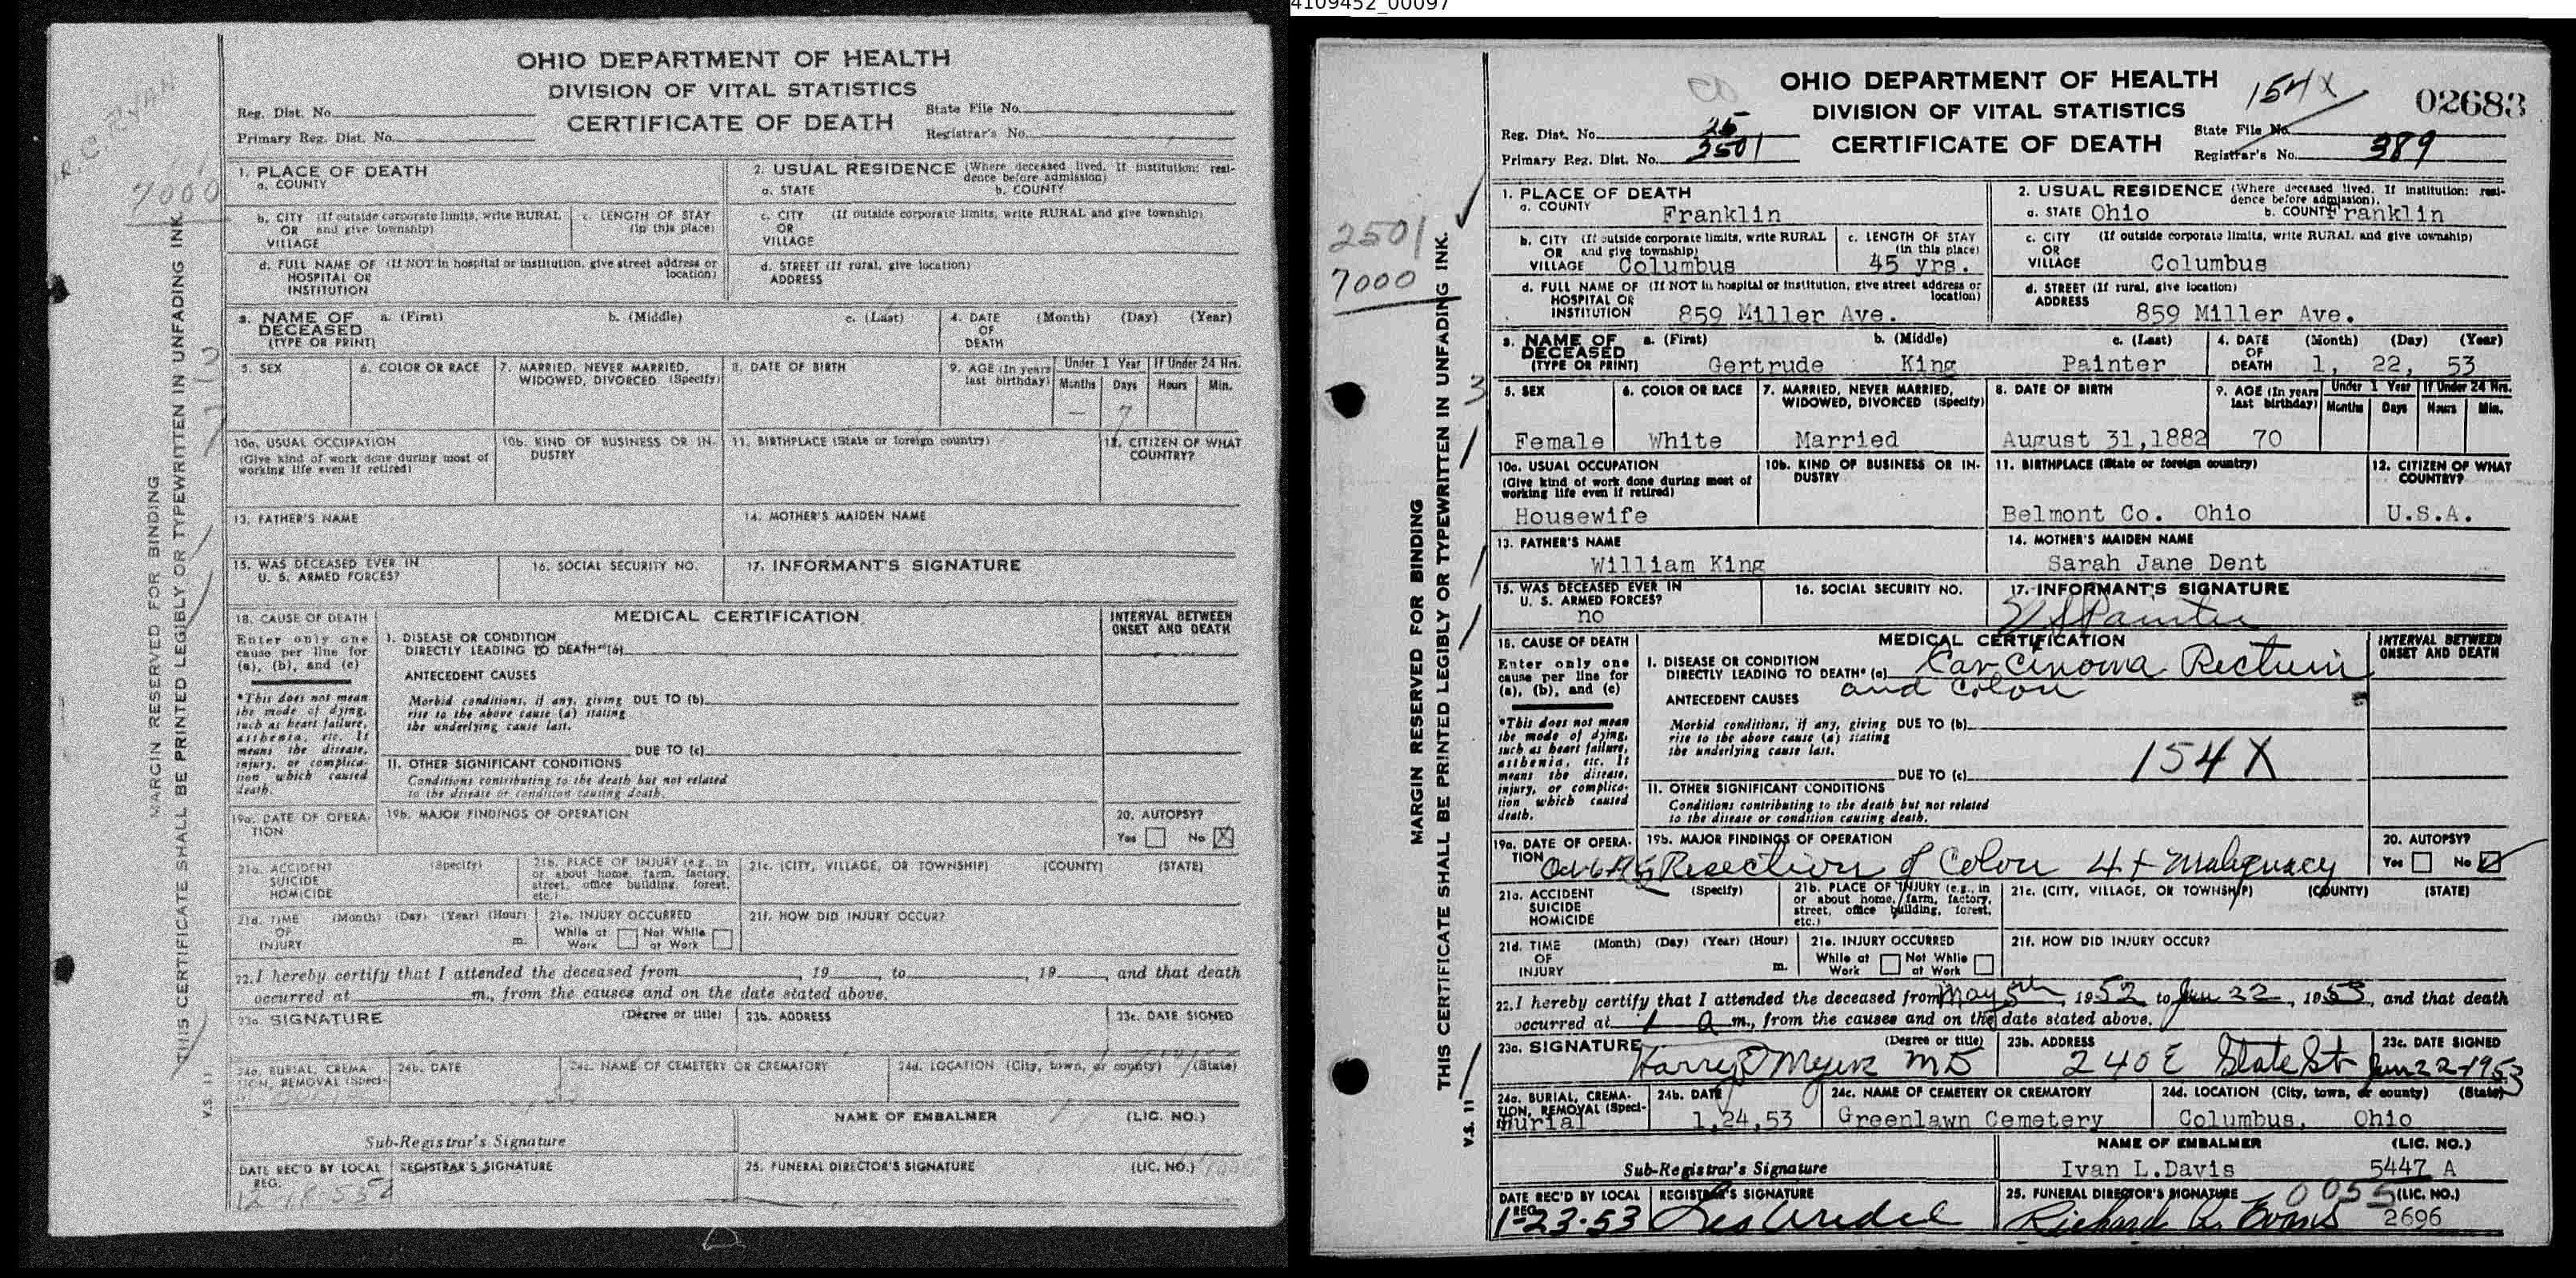 R. C. RYAN
7000
MARGIN RESERVED FOR BINDING
THIS CERTIFICATE SHALL BE PRINTED LEGIBLY OR TYPEWRITTEN IN UNFADING INK.
V.S. 11
OHIO DEPARTMENT OF HEALTH
DIVISION OF VITAL STATISTICS
CERTIFICATE OF DEATH
Reg. Dist. No.
Primary Reg. Dist. No.
State File No.
Registrar's No.
1. PLACE OF DEATH
a. COUNTY
2. USUAL RESIDENCE (Where deceased lived. If institution: residence before admission)
a. STATE b. COUNTY
b. CITY (If outside corporate limits, write RURAL
OR and give township)
VILLAGE
c. LENGTH OF STAY
(in this place)
c. CITY (If outside corporate limits, write RURAL and give township)
OR
VILLAGE
d. FULL NAME OF (If NOT in hospital or institution, give street address or
HOSPITAL OR location)
INSTITUTION
d. STREET (If rural, give location)
ADDRESS
3. NAME OF a. (First) b. (Middle) c. (Last)
DECEASED
(TYPE OR PRINT)
4. DATE (Month) (Day) (Year)
OF
DEATH
5. SEX
6. COLOR OR RACE
7. MARRIED, NEVER MARRIED,
WIDOWED, DIVORCED (Specify)
8. DATE OF BIRTH
9. AGE (In years
last birthday)
Under 1 Year If Under 24 Hrs.
Months Days Hours Min.
— 7
10a. USUAL OCCUPATION
(Give kind of work done during most of
working life even if retired)
10b. KIND OF BUSINESS OR IN-
DUSTRY
11. BIRTHPLACE (State or foreign country)
12. CITIZEN OF WHAT
COUNTRY?
13. FATHER'S NAME
14. MOTHER'S MAIDEN NAME
15. WAS DECEASED EVER IN
U. S. ARMED FORCES?
16. SOCIAL SECURITY NO.
17. INFORMANT'S SIGNATURE
18. CAUSE OF DEATH
Enter only one
cause per line for
(a), (b), and (c)
*This does not mean
the mode of dying,
such as heart failure,
asthenia, etc. It
means the disease,
injury, or complica-
tion which caused
death.
MEDICAL CERTIFICATION
INTERVAL BETWEEN
ONSET AND DEATH
I. DISEASE OR CONDITION
DIRECTLY LEADING TO DEATH* (a)
ANTECEDENT CAUSES
Morbid conditions, if any, giving DUE TO (b)
rise to the above cause (a) stating
the underlying cause last.
DUE TO (c)
II. OTHER SIGNIFICANT CONDITIONS
Conditions contributing to the death but not related
to the disease or condition causing death.
19a. DATE OF OPERA-
TION
19b. MAJOR FINDINGS OF OPERATION
20. AUTOPSY?
Yes No X
21a. ACCIDENT (Specify)
SUICIDE
HOMICIDE
21b. PLACE OF INJURY (e.g., in
or about home, farm, factory,
street, office building, forest,
etc.)
21c. (CITY, VILLAGE, OR TOWNSHIP) (COUNTY) (STATE)
21d. TIME (Month) (Day) (Year) (Hour)
OF
INJURY m.
21e. INJURY OCCURRED
While at Not While
Work at Work
21f. HOW DID INJURY OCCUR?
22. I hereby certify that I attended the deceased from , 19 , to , 19 , and that death
occurred at m., from the causes and on the date stated above.
23a. SIGNATURE (Degree or title)
23b. ADDRESS
23c. DATE SIGNED
24a. BURIAL, CREMA-
TION, REMOVAL (Speci-
24b. DATE
24c. NAME OF CEMETERY OR CREMATORY
24d. LOCATION (City, town, or county) (State)
NAME OF EMBALMER (LIC. NO.)
Sub-Registrar's Signature
DATE REC'D BY LOCAL
REG.
12-18-53
REGISTRAR'S SIGNATURE
25. FUNERAL DIRECTOR'S SIGNATURE (LIC. NO.)
4109452_00097
2501
7000
3
MARGIN RESERVED FOR BINDING
THIS CERTIFICATE SHALL BE PRINTED LEGIBLY OR TYPEWRITTEN IN UNFADING INK.
V.S. 11
OHIO DEPARTMENT OF HEALTH
DIVISION OF VITAL STATISTICS
CERTIFICATE OF DEATH
154X
02683
Reg. Dist. No. 25
Primary Reg. Dist. No. 2501
State File No.
Registrar's No. 389
1. PLACE OF DEATH
a. COUNTY Franklin
2. USUAL RESIDENCE (Where deceased lived. If institution: resi-
dence before admission).
a. STATE Ohio b. COUNTY Franklin
b. CITY (If outside corporate limits, write RURAL
OR and give township)
VILLAGE Columbus
c. LENGTH OF STAY
(in this place)
45 yrs.
c. CITY (If outside corporate limits, write RURAL and give township)
OR
VILLAGE Columbus
d. FULL NAME OF (If NOT in hospital or institution, give street address or
HOSPITAL OR location)
INSTITUTION 859 Miller Ave.
d. STREET (If rural, give location)
ADDRESS
859 Miller Ave.
3. NAME OF a. (First) b. (Middle) c. (Last)
DECEASED
(TYPE OR PRINT) Gertrude King Painter
4. DATE (Month) (Day) (Year)
OF
DEATH 1, 22, 53
5. SEX
Female
6. COLOR OR RACE
White
7. MARRIED, NEVER MARRIED,
WIDOWED, DIVORCED (Specify)
Married
8. DATE OF BIRTH
August 31,1882
9. AGE (In years
last birthday)
70
Under 1 Year If Under 24 Hrs.
Months Days Hours Min.
10a. USUAL OCCUPATION
(Give kind of work done during most of
working life even if retired)
Housewife
10b. KIND OF BUSINESS OR IN-
DUSTRY
11. BIRTHPLACE (State or foreign country)
Belmont Co. Ohio
12. CITIZEN OF WHAT
COUNTRY?
U.S.A.
13. FATHER'S NAME
William King
14. MOTHER'S MAIDEN NAME
Sarah Jane Dent
15. WAS DECEASED EVER IN
U. S. ARMED FORCES?
no
16. SOCIAL SECURITY NO.
17. INFORMANT'S SIGNATURE
Painter
18. CAUSE OF DEATH
Enter only one
cause per line for
(a), (b), and (c)
*This does not mean
the mode of dying,
such as heart failure,
asthenia, etc. It
means the disease,
injury, or complica-
tion which caused
death.
MEDICAL CERTIFICATION
INTERVAL BETWEEN
ONSET AND DEATH
I. DISEASE OR CONDITION
DIRECTLY LEADING TO DEATH* (a) Carcinoma Rectum
and Colon
ANTECEDENT CAUSES
Morbid conditions, if any, giving DUE TO (b)
rise to the above cause (a) stating
the underlying cause last.
154X
DUE TO (c)
II. OTHER SIGNIFICANT CONDITIONS
Conditions contributing to the death but not related
to the disease or condition causing death.
19a. DATE OF OPERA-
TION
19b. MAJOR FINDINGS OF OPERATION
Resection of Colon 4+ Malignacy
20. AUTOPSY?
Yes No
21a. ACCIDENT (Specify)
SUICIDE
HOMICIDE
21b. PLACE OF INJURY (e.g., in
or about home, farm, factory,
street, office building, forest,
etc.)
21c. (CITY, VILLAGE, OR TOWNSHIP) (COUNTY) (STATE)
21d. TIME (Month) (Day) (Year) (Hour)
OF
INJURY m.
21e. INJURY OCCURRED
While at Not While
Work at Work
21f. HOW DID INJURY OCCUR?
22. I hereby certify that I attended the deceased from May 5th, 1952 to Jan 22, 1953, and that death
occurred at 1 a m., from the causes and on the date stated above.
23a. SIGNATURE (Degree or title)
Harry Meyer MD
23b. ADDRESS
240 E State St
23c. DATE SIGNED
Jan 22-1953
24a. BURIAL, CREMA-
TION, REMOVAL (Speci-
Burial
24b. DATE
1,24,53
24c. NAME OF CEMETERY OR CREMATORY
Greenlawn Cemetery
24d. LOCATION (City, town, or county) (State)
Columbus, Ohio
NAME OF EMBALMER (LIC. NO.)
Ivan L.Davis 5447 A
Sub-Registrar's Signature
DATE REC'D BY LOCAL
REG.
1-23-53
REGISTRAR'S SIGNATURE
25. FUNERAL DIRECTOR'S SIGNATURE (LIC. NO.)
0055
Richard Evans 2696